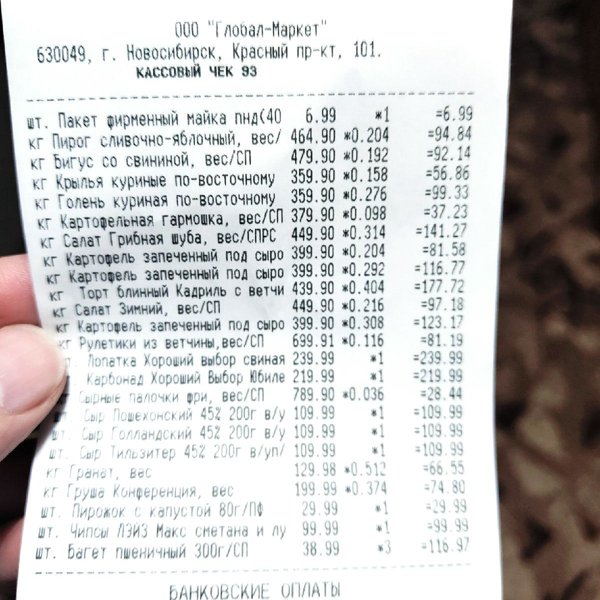 ООО "Глобал-Маркет"
630049, г. Новосибирск, Красный пр-кт, 101.
КАССОВЫЙ ЧЕК 93
шт. Пакет фирменный майка пнд(40 6.99 *1 =6.99
кг Пирог сливочно-яблочный, вес/ 464.90 *0.204 =94.84
кг Бигус со свининой, вес/СП 479.90 *0.192 =92.14
кг Крылья куриные по-восточному 359.90 *0.158 =56.86
кг Голень куриная по-восточному 359.90 *0.276 =99.33
кг Картофельная гармошка, вес/СП 379.90 *0.098 =37.23
кг Салат Грибная шуба, вес/СПРС 449.90 *0.314 =141.27
кг Картофель запеченный под сыро 399.90 *0.204 =81.58
кг Картофель запеченный под сыро 399.90 *0.292 =116.77
кг Торт блинный Кадриль с ветчи 439.90 *0.404 =177.72
кг Салат Зимний, вес/СП 449.90 *0.216 =97.18
кг Картофель запеченный под сыро 399.90 *0.308 =123.17
кг Рулетики из ветчины,вес/СП 699.91 *0.116 =81.19
т. Лопатка Хороший выбор свиная 239.99 *1 =239.99
Карбонад Хороший Выбор Юбиле 219.99 *1 =219.99
кг Сырные палочки фри, вес/СП 789.90 *0.036 =28.44
шт. Сыр Пошехонский 45% 200г в/у 109.99 *1 =109.99
шт. Сыр Голландский 45% 200г в/у 109.99 *1 =109.99
шт. Сыр Тильзитер 45% 200г в/уп/ 109.99 *1 =109.99
кг Гранат, вес 129.98 *0.512 =66.55
кг Груша Конференция, вес 199.99 *0.374 =74.80
шт. Пирожок с капустой 80г/ПФ 29.99 *1 =29.99
шт. Чипсы ЛЭЙЗ Макс сметана и лу 99.99 *1 =99.99
шт. Багет пшеничный 300г/СП 38.99 *3 =116.97
БАНКОВСКИЕ ОПЛАТЫ